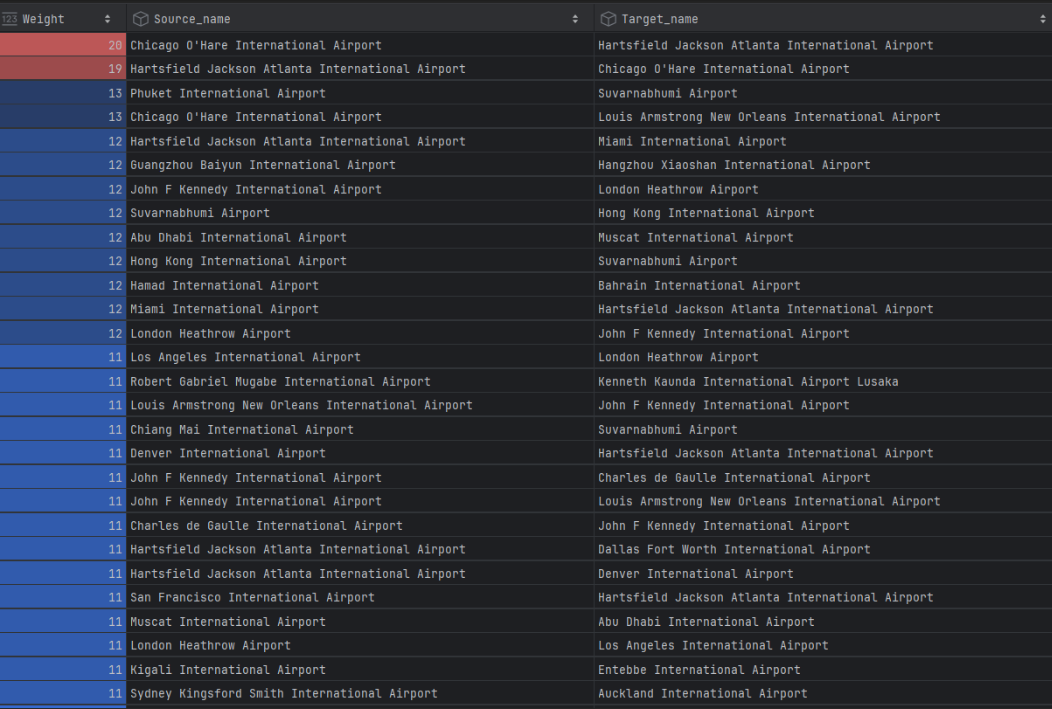 123 Weight Source_name Target_name
20 Chicago O'Hare International Airport Hartsfield Jackson Atlanta International Airport
19 Hartsfield Jackson Atlanta International Airport Chicago O'Hare International Airport
13 Phuket International Airport Suvarnabhumi Airport
13 Chicago O'Hare International Airport Louis Armstrong New Orleans International Airport
12 Hartsfield Jackson Atlanta International Airport Miami International Airport
12 Guangzhou Baiyun International Airport Hangzhou Xiaoshan International Airport
12 John F Kennedy International Airport London Heathrow Airport
12 Suvarnabhumi Airport Hong Kong International Airport
12 Abu Dhabi International Airport Muscat International Airport
12 Hong Kong International Airport Suvarnabhumi Airport
12 Hamad International Airport Bahrain International Airport
12 Miami International Airport Hartsfield Jackson Atlanta International Airport
12 London Heathrow Airport John F Kennedy International Airport
11 Los Angeles International Airport London Heathrow Airport
11 Robert Gabriel Mugabe International Airport Kenneth Kaunda International Airport Lusaka
11 Louis Armstrong New Orleans International Airport John F Kennedy International Airport
11 Chiang Mai International Airport Suvarnabhumi Airport
11 Denver International Airport Hartsfield Jackson Atlanta International Airport
11 John F Kennedy International Airport Charles de Gaulle International Airport
11 John F Kennedy International Airport Louis Armstrong New Orleans International Airport
11 Charles de Gaulle International Airport John F Kennedy International Airport
11 Hartsfield Jackson Atlanta International Airport Dallas Fort Worth International Airport
11 Hartsfield Jackson Atlanta International Airport Denver International Airport
11 San Francisco International Airport Hartsfield Jackson Atlanta International Airport
11 Muscat International Airport Abu Dhabi International Airport
11 London Heathrow Airport Los Angeles International Airport
11 Kigali International Airport Entebbe International Airport
11 Sydney Kingsford Smith International Airport Auckland International Airport